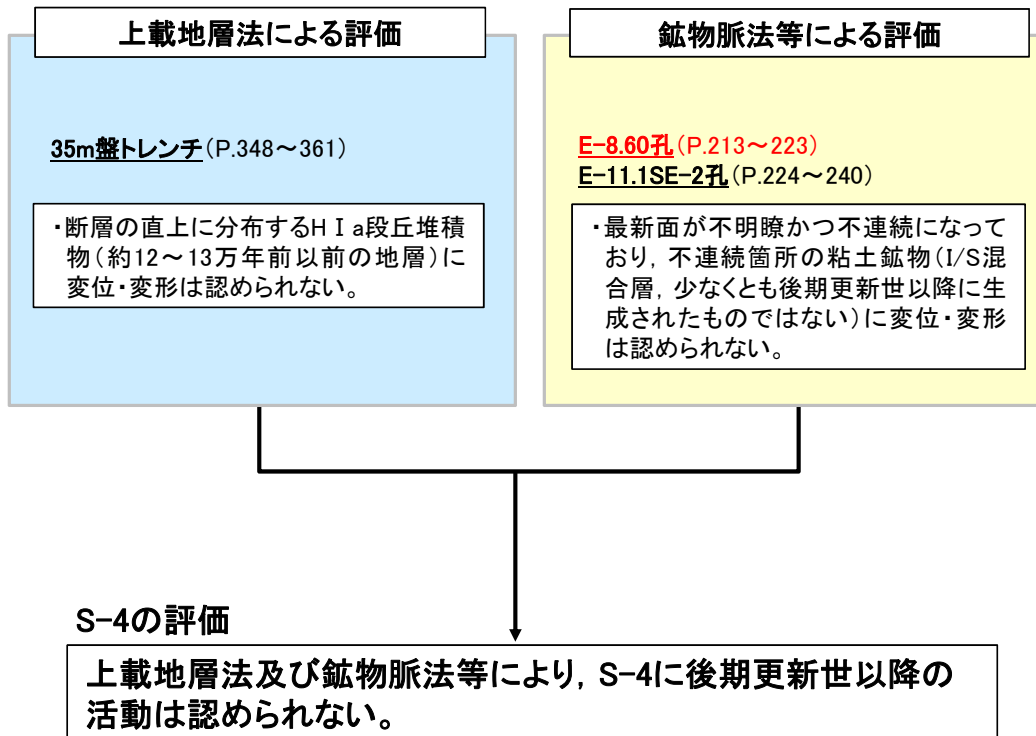 上載地層法による評価
35m盤トレンチ(P.348～361)
・断層の直上に分布するHⅠa段丘堆積
物(約12～13万年前以前の地層)に
変位・変形は認められない。
鉱物脈法等による評価
E-8.60孔(P.213～223)
E-11.1SE-2孔(P.224～240)
・最新面が不明瞭かつ不連続になって
おり，不連続箇所の粘土鉱物(I/S混
合層，少なくとも後期更新世以降に生
成されたものではない)に変位・変形
は認められない。
S-4の評価
上載地層法及び鉱物脈法等により，S-4に後期更新世以降の
活動は認められない。